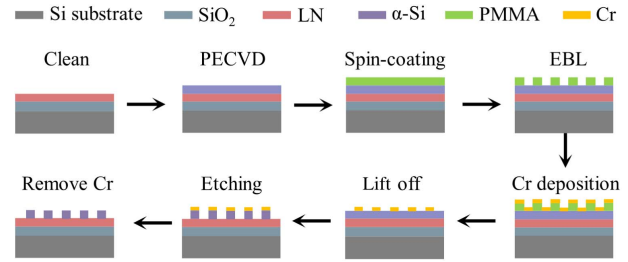 Si substrate SiO₂ LN α-Si PMMA Cr
Clean PECVD Spin-coating EBL
Remove Cr Etching Lift off Cr deposition